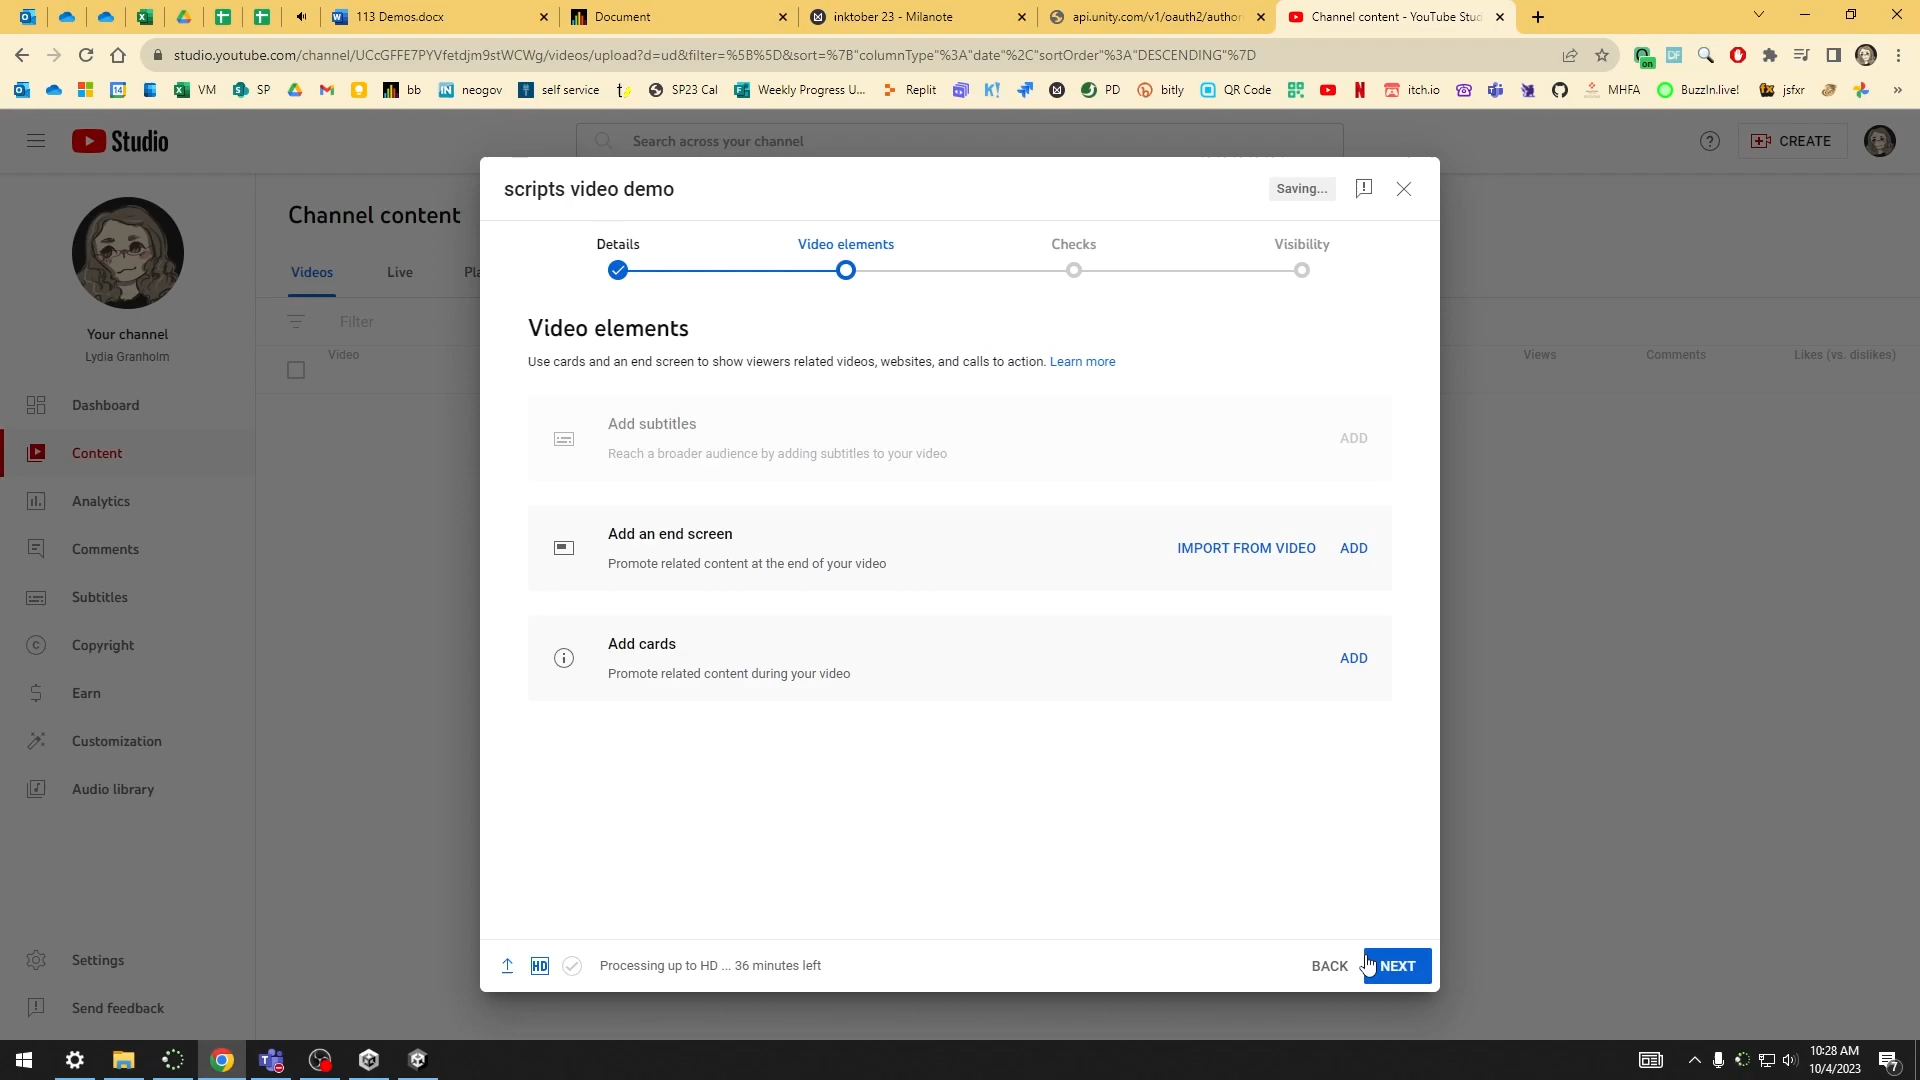 113 Demos.docx
Document
inktober 23 - Milanote
api.unity.com/v1/oauth2/author
Channel content - YouTube Stud
studio.youtube.com/channel/UCcGFFE7PYVfetdjm9stWCWg/videos/upload?d=ud&filter=%5B%5D&sort=%7B"columnType"%3A"date"%2C"sortOrder"%3A"DESCENDING"%7D
on
DF
14
VM
SP
bb
neogov
self service
SP23 Cal
Weekly Progress U...
Replit
PD
bitly
QR Code
itch.io
MHFA
BuzzIn.live!
jsfxr
»
Studio
Search across your channel
CREATE
Your channel
Lydia Granholm
Dashboard
Content
Analytics
Comments
Subtitles
Copyright
Earn
Customization
Audio library
Settings
Send feedback
Channel content
Videos
Live
Pla
Filter
Video
Views
Comments
Likes (vs. dislikes)
scripts video demo
Saving...
Details
Video elements
Checks
Visibility
Video elements
Use cards and an end screen to show viewers related videos, websites, and calls to action. Learn more
Add subtitles
Reach a broader audience by adding subtitles to your video
ADD
Add an end screen
Promote related content at the end of your video
IMPORT FROM VIDEO
ADD
Add cards
Promote related content during your video
ADD
HD
Processing up to HD ... 36 minutes left
BACK
NEXT
10:28 AM
10/4/2023
7